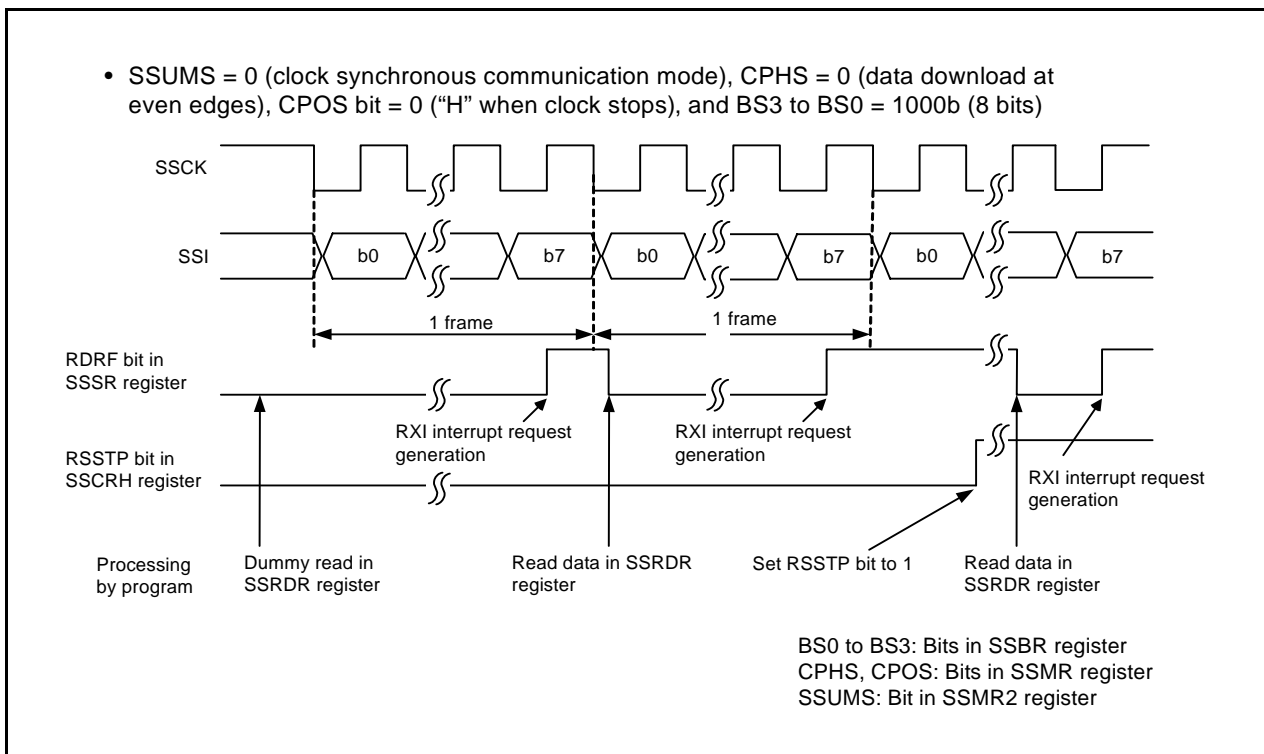 • SSUMS = 0 (clock synchronous communication mode), CPHS = 0 (data download at
even edges), CPOS bit = 0 (“H” when clock stops), and BS3 to BS0 = 1000b (8 bits)
SSCK
SSI
b0
b7
b0
b7
b0
b7
1 frame
1 frame
RDRF bit in
SSSR register
RXI interrupt request
generation
RXI interrupt request
generation
RSSTP bit in
SSCRH register
RXI interrupt request
generation
Processing
by program
Dummy read in
SSRDR register
Read data in SSRDR
register
Set RSSTP bit to 1
Read data in
SSRDR register
BS0 to BS3: Bits in SSBR register
CPHS, CPOS: Bits in SSMR register
SSUMS: Bit in SSMR2 register